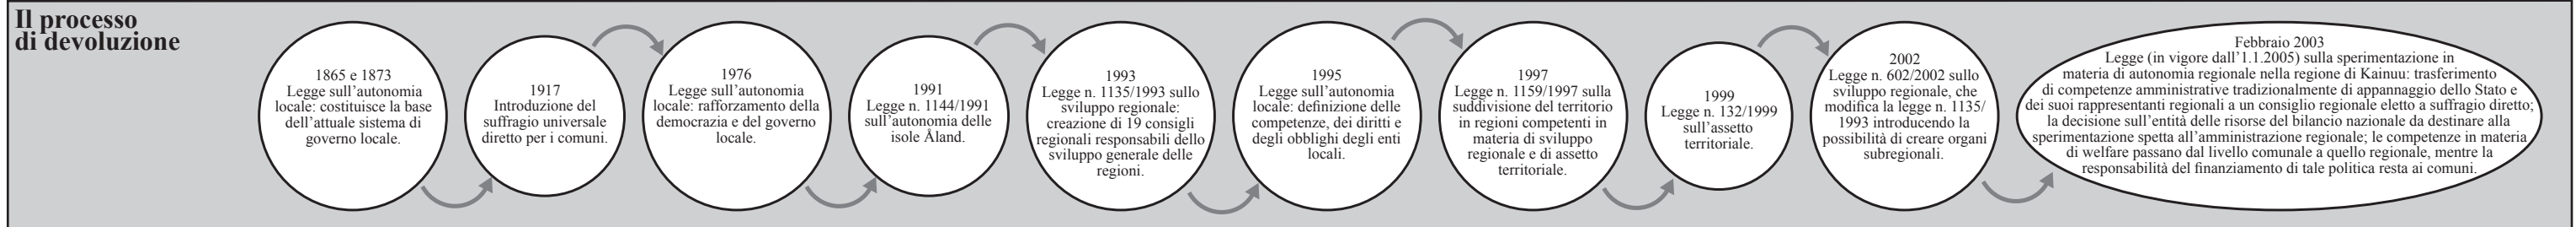 Il processo
di devoluzione
1865 e 1873
Legge sull'autonomia
locale: costituisce la base
dell'attuale sistema di
governo locale.
1917
Introduzione del
suffragio universale
diretto per i comuni.
1976
Legge sull'autonomia
locale: rafforzamento della
democrazia e del governo
locale.
1991
Legge n. 1144/1991
sull'autonomia delle
isole Åland.
1993
Legge n. 1135/1993 sullo
sviluppo regionale:
creazione di 19 consigli
regionali responsabili dello
sviluppo generale delle
regioni.
1995
Legge sull'autonomia
locale: definizione delle
competenze, dei diritti e
degli obblighi degli enti
locali.
1997
Legge n. 1159/1997 sulla
suddivisione del territorio
in regioni competenti in
materia di sviluppo
regionale e di assetto
territoriale.
1999
Legge n. 132/1999
sull'assetto
territoriale.
2002
Legge n. 602/2002 sullo
sviluppo regionale, che
modifica la legge n. 1135/
1993 introducendo la
possibilità di creare organi
subregionali.
Febbraio 2003
Legge (in vigore dall'1.1.2005) sulla sperimentazione in
materia di autonomia regionale nella regione di Kainuu: trasferimento
di competenze amministrative tradizionalmente di appannaggio dello Stato e
dei suoi rappresentanti regionali a un consiglio regionale eletto a suffragio diretto;
la decisione sull'entità delle risorse del bilancio nazionale da destinare alla
sperimentazione spetta all'amministrazione regionale; le competenze in materia
di welfare passano dal livello comunale a quello regionale, mentre la
responsabilità del finanziamento di tale politica resta ai comuni.